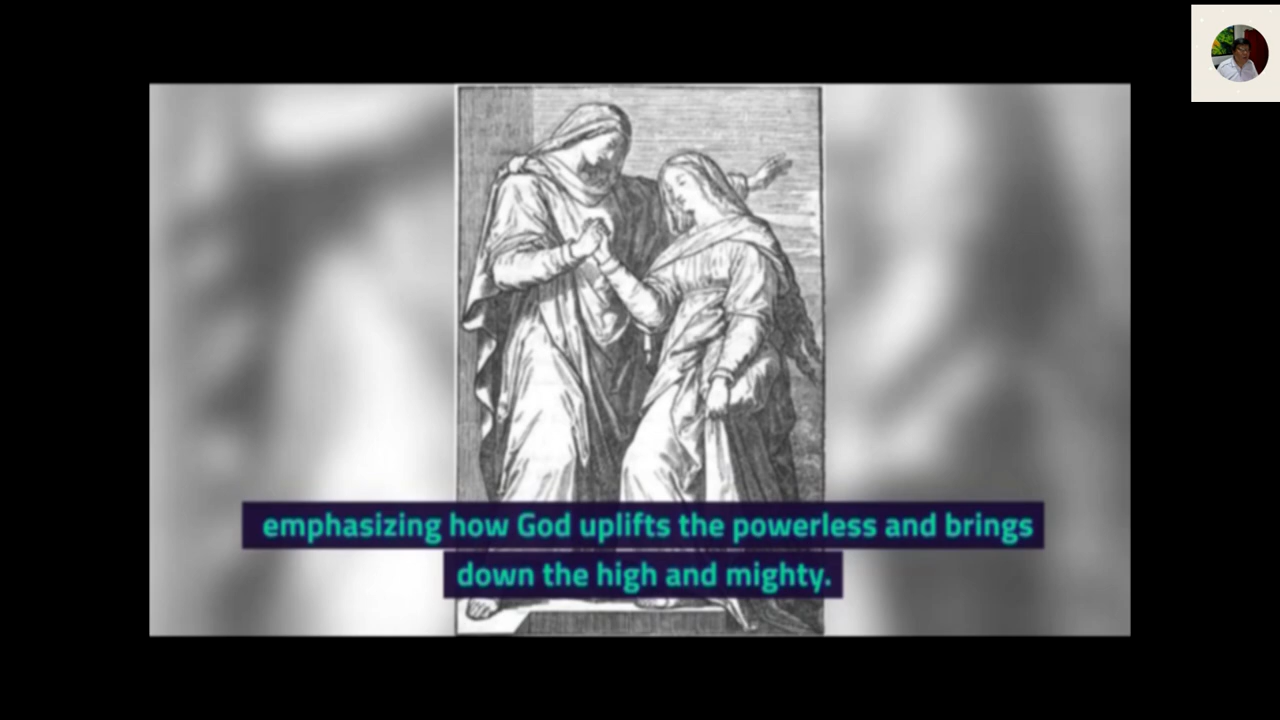 emphasizing how God uplifts the powerless and brings
down the high and mighty.